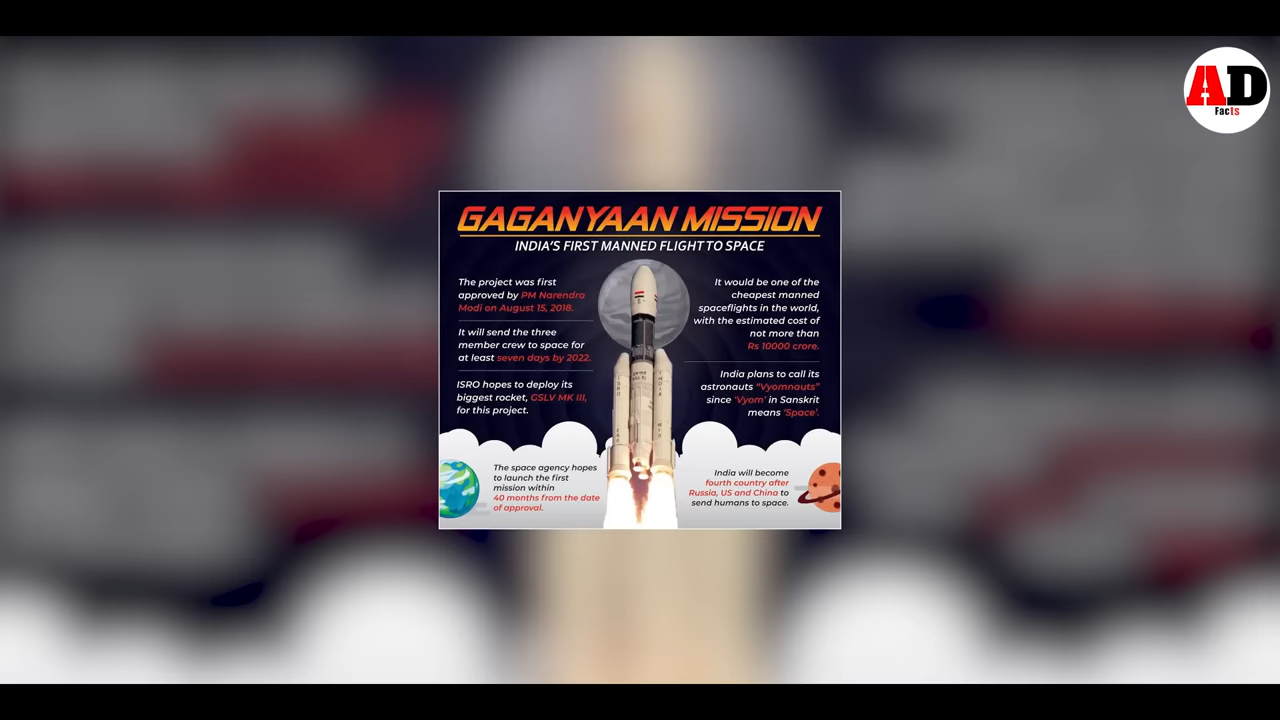 AD
Facts
GAGANYAAN MISSION
INDIA'S FIRST MANNED FLIGHT TO SPACE
The project was first
approved by PM Narendra
Modi on August 15, 2018.
It will send the three
member crew to space for
at least seven days by 2022.
ISRO hopes to deploy its
biggest rocket, GSLV MK III,
for this project.
It would be one of the
cheapest manned
spaceflights in the world,
with the estimated cost of
not more than
Rs 10000 crore.
India plans to call its
astronauts "Vyomnauts"
since 'Vyom' in Sanskrit
means 'Space'.
The space agency hopes
to launch the first
mission within
40 months from the date
of approval.
India will become
fourth country after
Russia, US and China to
send humans to space.
ISRO
INDIA